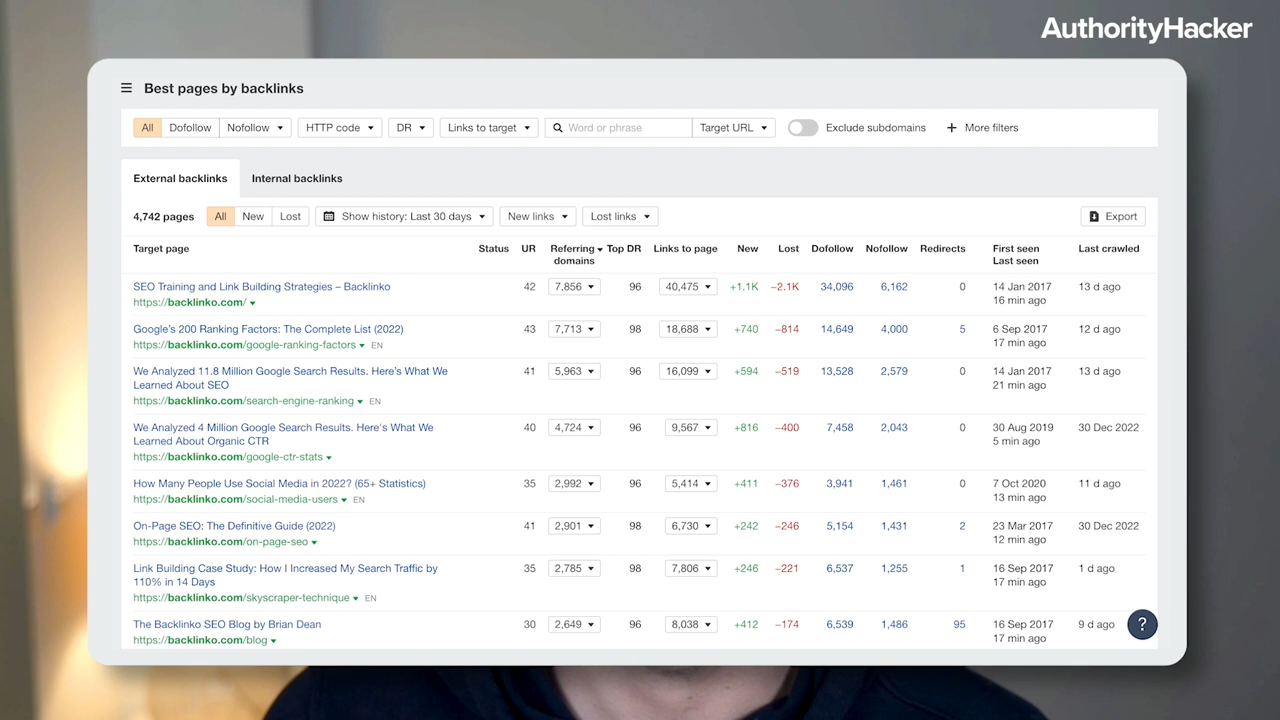 AuthorityHacker
Best pages by backlinks
All Dofollow Nofollow HTTP code DR Links to target Word or phrase Target URL Exclude subdomains + More filters
External backlinks Internal backlinks
4,742 pages All New Lost Show history: Last 30 days New links Lost links Export
Target page Status UR Referring domains Top DR Links to page New Lost Dofollow Nofollow Redirects First seen Last seen Last crawled
SEO Training and Link Building Strategies – Backlinko 42 7,856 96 40,475 +1.1K –2.1K 34,096 6,162 0 14 Jan 2017 13 d ago
https://backlinko.com/ 16 min ago
Google's 200 Ranking Factors: The Complete List (2022) 43 7,713 98 18,688 +740 –814 14,649 4,000 5 6 Sep 2017 12 d ago
https://backlinko.com/google-ranking-factors EN 17 min ago
We Analyzed 11.8 Million Google Search Results. Here's What We 41 5,963 96 16,099 +594 –519 13,528 2,579 0 14 Jan 2017 13 d ago
Learned About SEO 21 min ago
https://backlinko.com/search-engine-ranking EN
We Analyzed 4 Million Google Search Results. Here's What We 40 4,724 96 9,567 +816 –400 7,458 2,043 0 30 Aug 2019 30 Dec 2022
Learned About Organic CTR 5 min ago
https://backlinko.com/google-ctr-stats
How Many People Use Social Media in 2022? (65+ Statistics) 35 2,992 96 5,414 +411 –376 3,941 1,461 0 7 Oct 2020 11 d ago
https://backlinko.com/social-media-users EN 13 min ago
On-Page SEO: The Definitive Guide (2022) 41 2,901 98 6,730 +242 –246 5,154 1,431 2 23 Mar 2017 30 Dec 2022
https://backlinko.com/on-page-seo 12 min ago
Link Building Case Study: How I Increased My Search Traffic by 35 2,785 98 7,806 +246 –221 6,537 1,255 1 16 Sep 2017 1 d ago
110% in 14 Days 17 min ago
https://backlinko.com/skyscraper-technique EN
The Backlinko SEO Blog by Brian Dean 30 2,649 96 8,038 +412 –174 6,539 1,486 95 16 Sep 2017 9 d ago
https://backlinko.com/blog 17 min ago
?